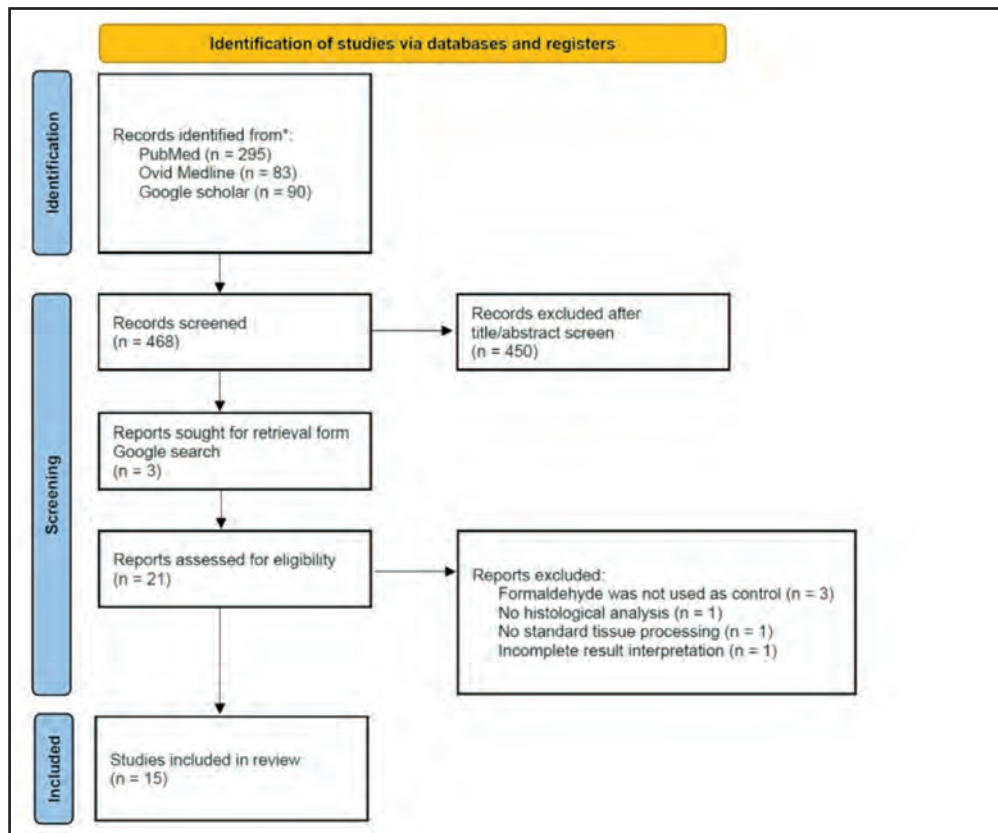 Identification of studies via databases and registers
Identification
Records identified from*:
PubMed (n = 295)
Ovid Medline (n = 83)
Google scholar (n = 90)
Screening
Records screened
(n = 468)
Records excluded after
title/abstract screen
(n = 450)
Reports sought for retrieval form
Google search
(n = 3)
Reports assessed for eligibility
(n = 21)
Reports excluded:
Formaldehyde was not used as control (n = 3)
No histological analysis (n = 1)
No standard tissue processing (n = 1)
Incomplete result interpretation (n = 1)
Included
Studies included in review
(n = 15)